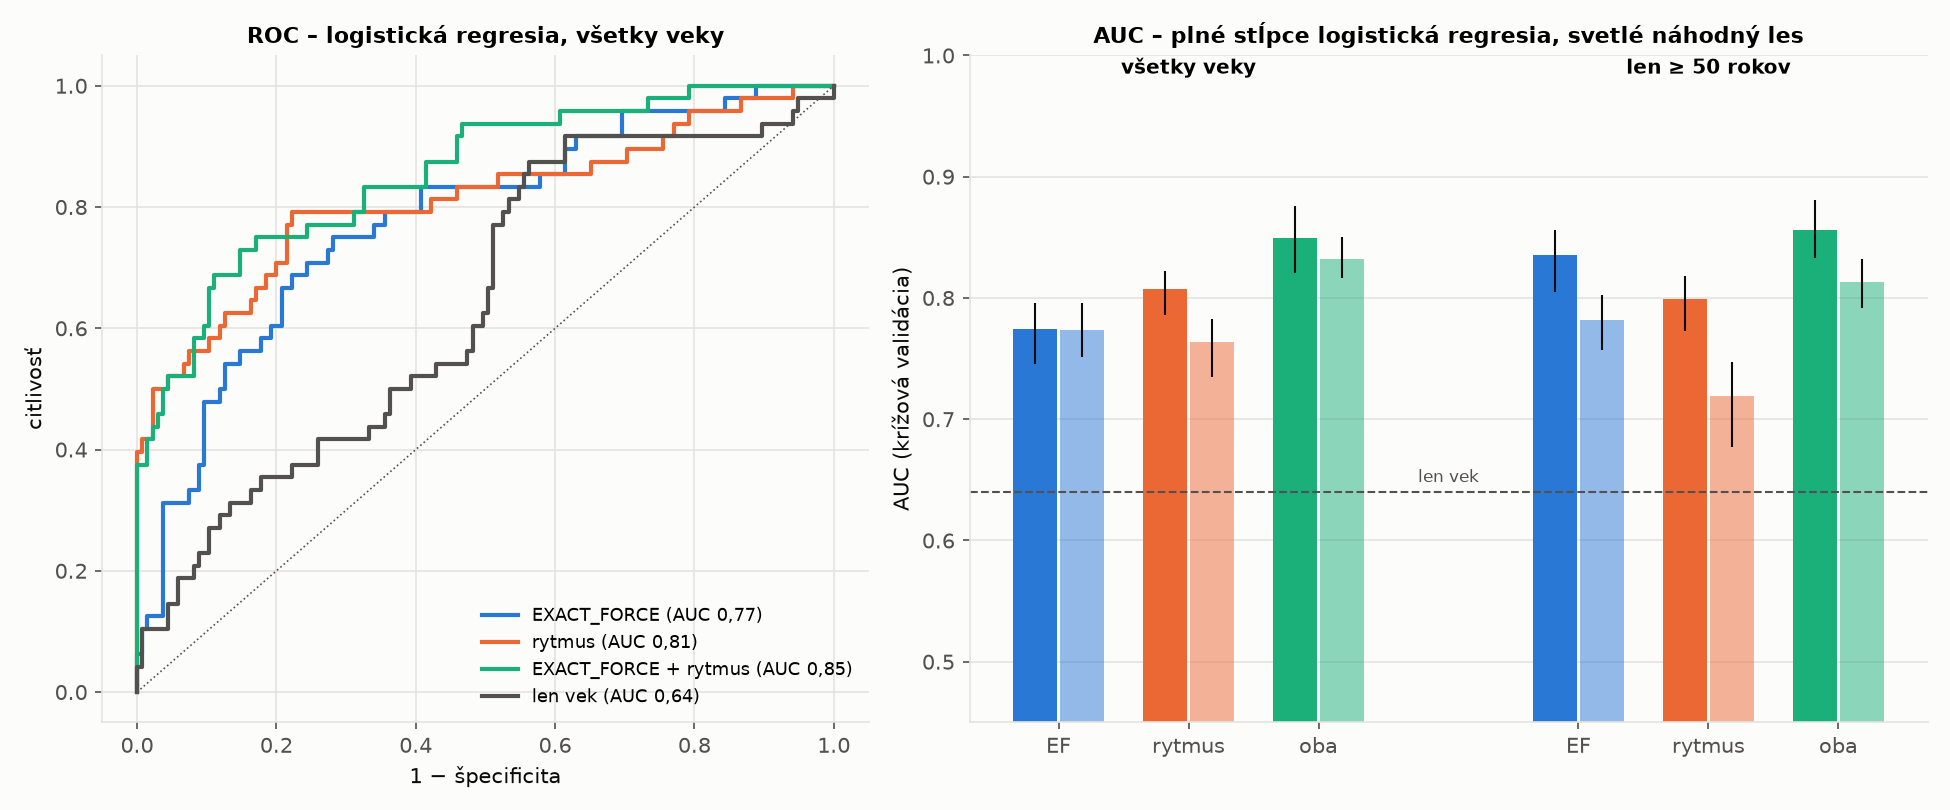 ROC – logistická regresia, všetky veky
citlivosť
1.0
0.8
0.6
0.4
0.2
0.0
EXACT_FORCE (AUC 0,77)
rytmus (AUC 0,81)
EXACT_FORCE + rytmus (AUC 0,85)
len vek (AUC 0,64)
0.0 0.2 0.4 0.6 0.8 1.0
1 − špecificita
AUC – plné stĺpce logistická regresia, svetlé náhodný les
všetky veky len ≥ 50 rokov
AUC (krížová validácia)
1.0
0.9
0.8
0.7
0.6
0.5
len vek
EF rytmus oba EF rytmus oba